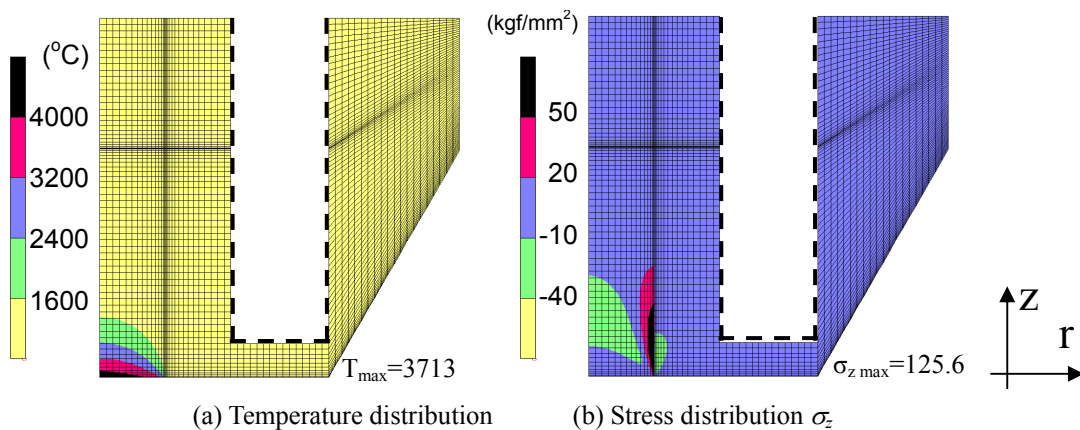 (°C)
4000
3200
2400
1600
T_max=3713
(kgf/mm²)
50
20
-10
-40
σ_z max=125.6
z
r
(a) Temperature distribution
(b) Stress distribution σ_z